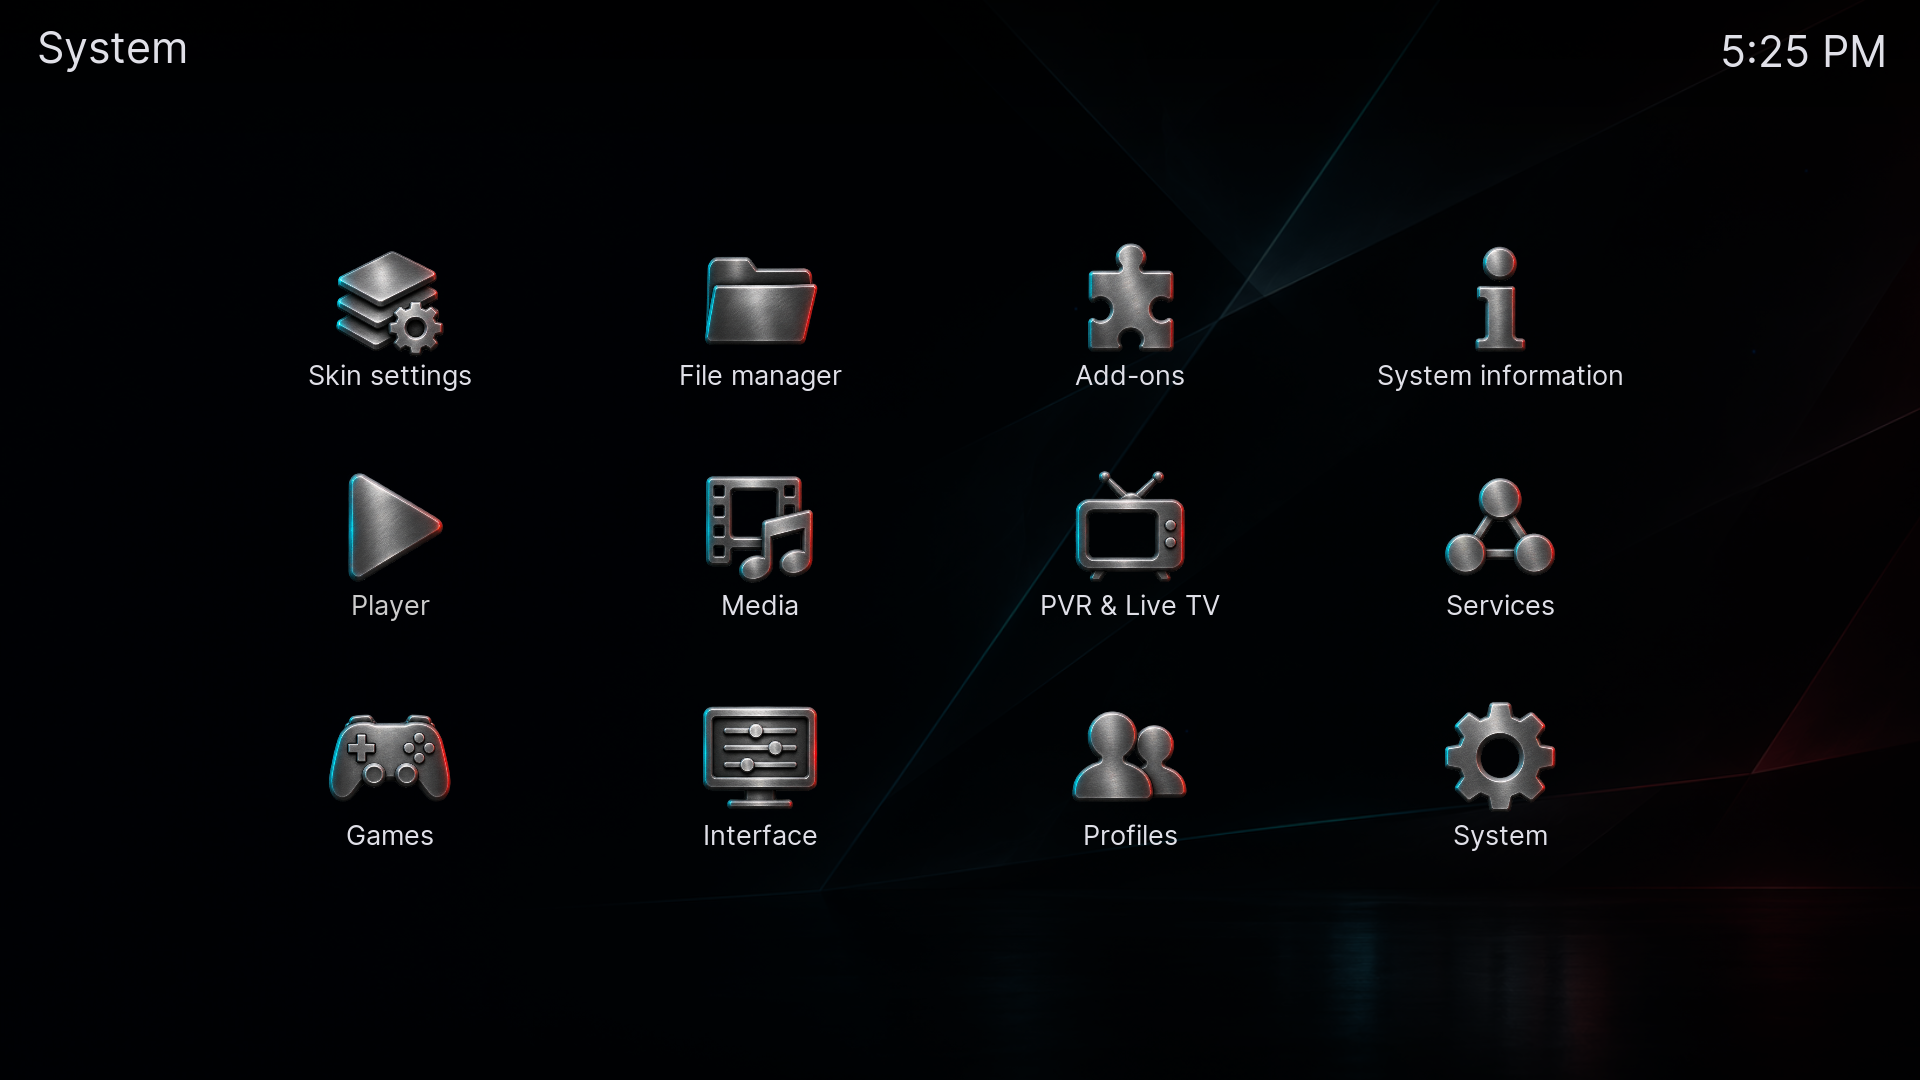 System
5:25 PM
Skin settings
File manager
Add-ons
System information
Player
Media
PVR & Live TV
Services
Games
Interface
Profiles
System